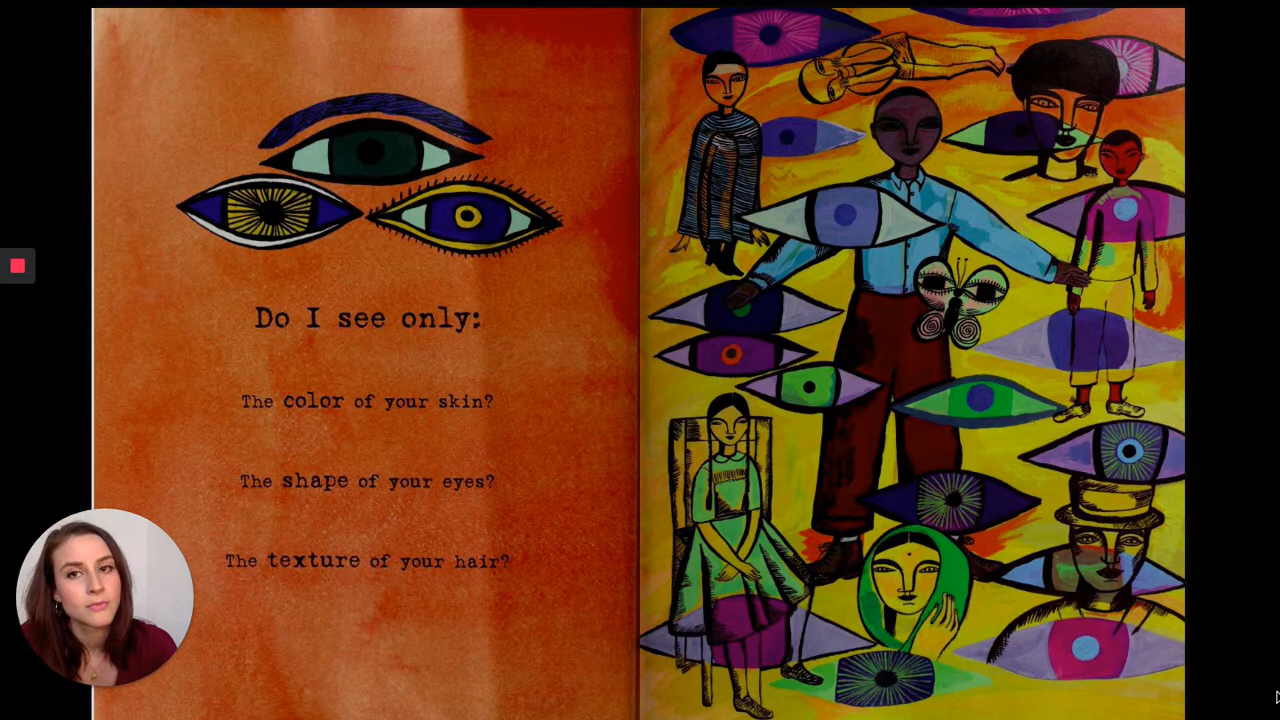 Do I see only:
The color of your skin?
The shape of your eyes?
The texture of your hair?